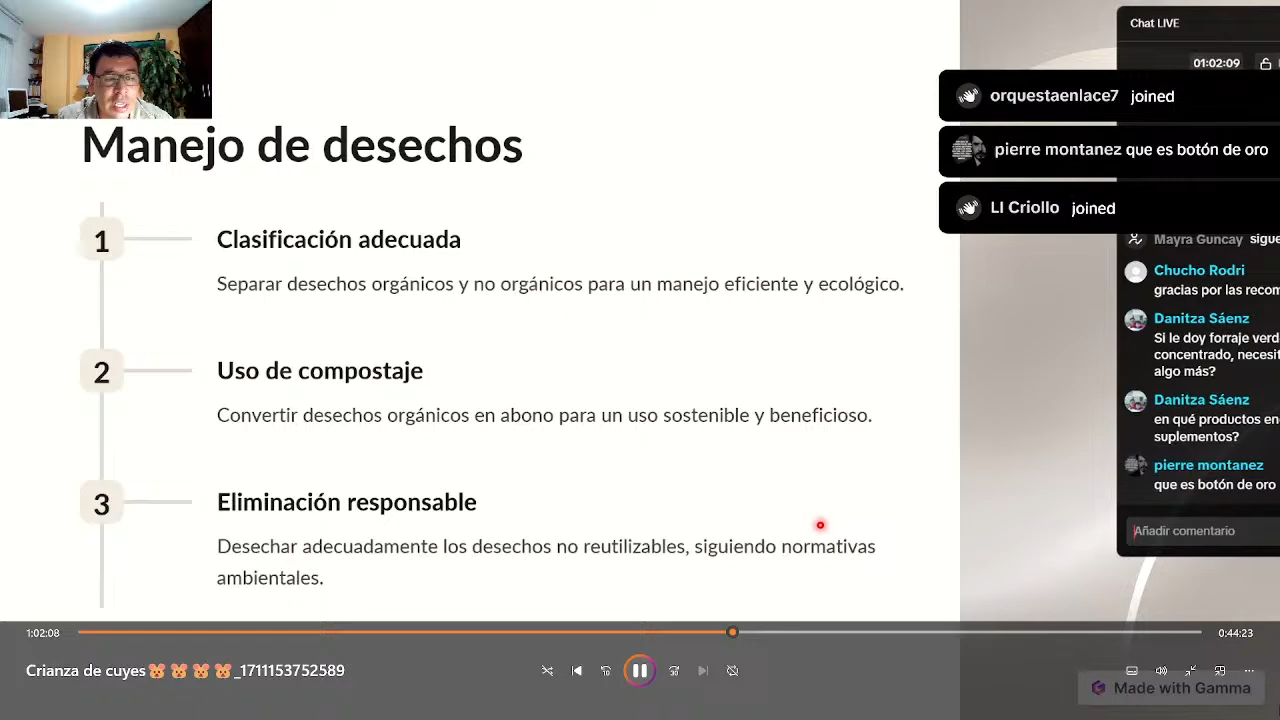 Manejo de desechos
1
Clasificación adecuada
Separar desechos orgánicos y no orgánicos para un manejo eficiente y ecológico.
2
Uso de compostaje
Convertir desechos orgánicos en abono para un uso sostenible y beneficioso.
3
Eliminación responsable
Desechar adecuadamente los desechos no reutilizables, siguiendo normativas
ambientales.
Chat LIVE
01:02:09
orquestaenlace7 joined
pierre montanez que es botón de oro
LI Criollo joined
Mayra Guncay sigue
Chucho Rodri
gracias por las recom
Danitza Sáenz
Si le doy forraje verd
concentrado, necesit
algo más?
Danitza Sáenz
en qué productos en
suplementos?
pierre montanez
que es botón de oro
Añadir comentario
1:02:08
0:44:23
Crianza de cuyes🐹🐹🐹🐹_1711153752589
Made with Gamma